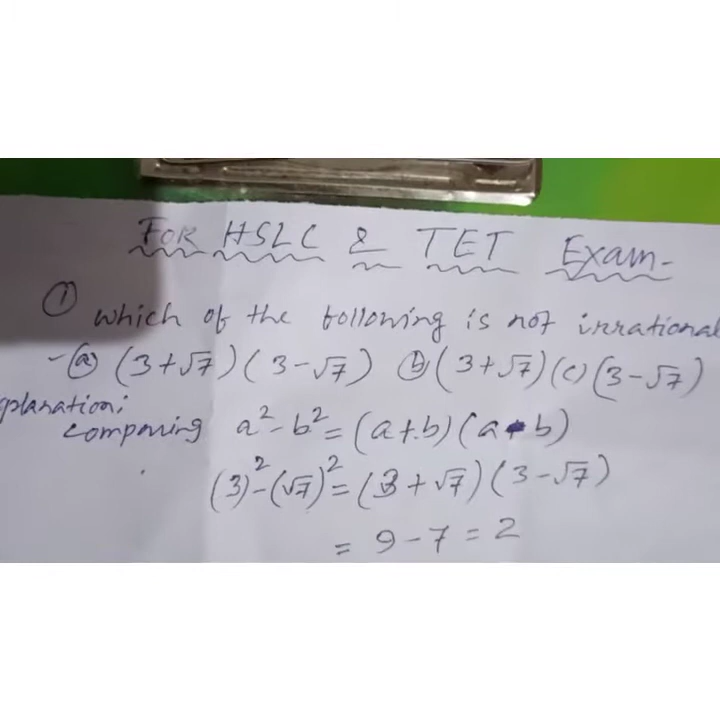 FOR HSLC & TET Exam-
① which of the following is not irrational
-ⓐ (3+√7)(3-√7) ⓑ (3+√7) (c) (3-√7)
planation:
comparing a²-b² = (a+b)(a-b)
(3)²-(√7)² = (3+√7)(3-√7)
= 9-7 = 2